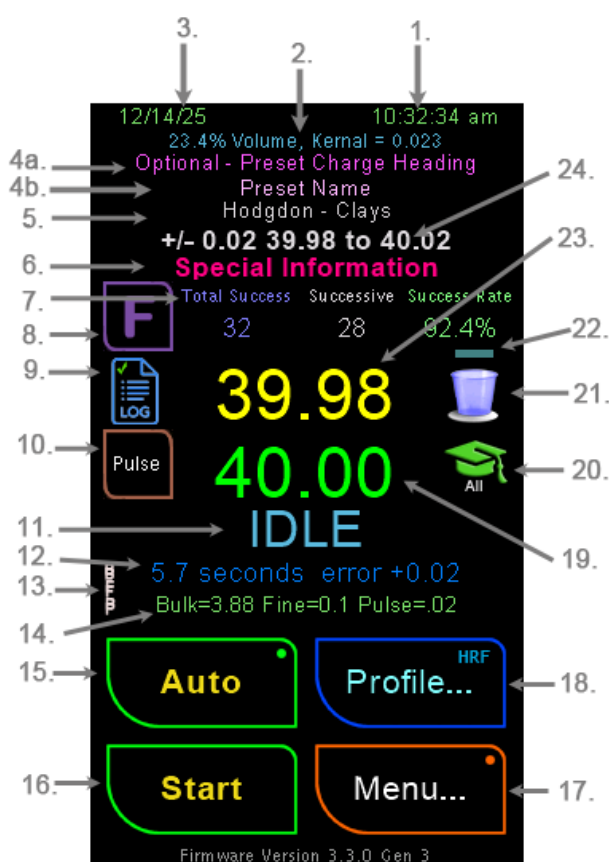 3. 2. 1.
12/14/25 10:32:34 am
23.4% Volume, Kernal = 0.023
4a. Optional - Preset Charge Heading
4b. Preset Name 24.
5. Hodgdon - Clays
+/- 0.02 39.98 to 40.02 23.
6. Special Information
7. Total Success Successive Success Rate
8. F 32 28 92.4% 22.
9. LOG 39.98 21.
10. Pulse 40.00 All 20.
11. IDLE 19.
12. 5.7 seconds error +0.02
13. B F P
14. Bulk=3.88 Fine=0.1 Pulse=.02
15. Auto Profile... HRF 18.
16. Start Menu... 17.
Firmware Version 3.3.0 Gen 3